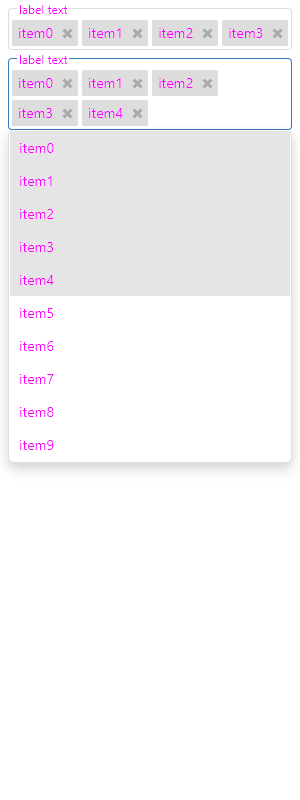 label text
item0 item1 item2 item3
label text
item0 item1 item2
item3 item4
item0
item1
item2
item3
item4
item5
item6
item7
item8
item9